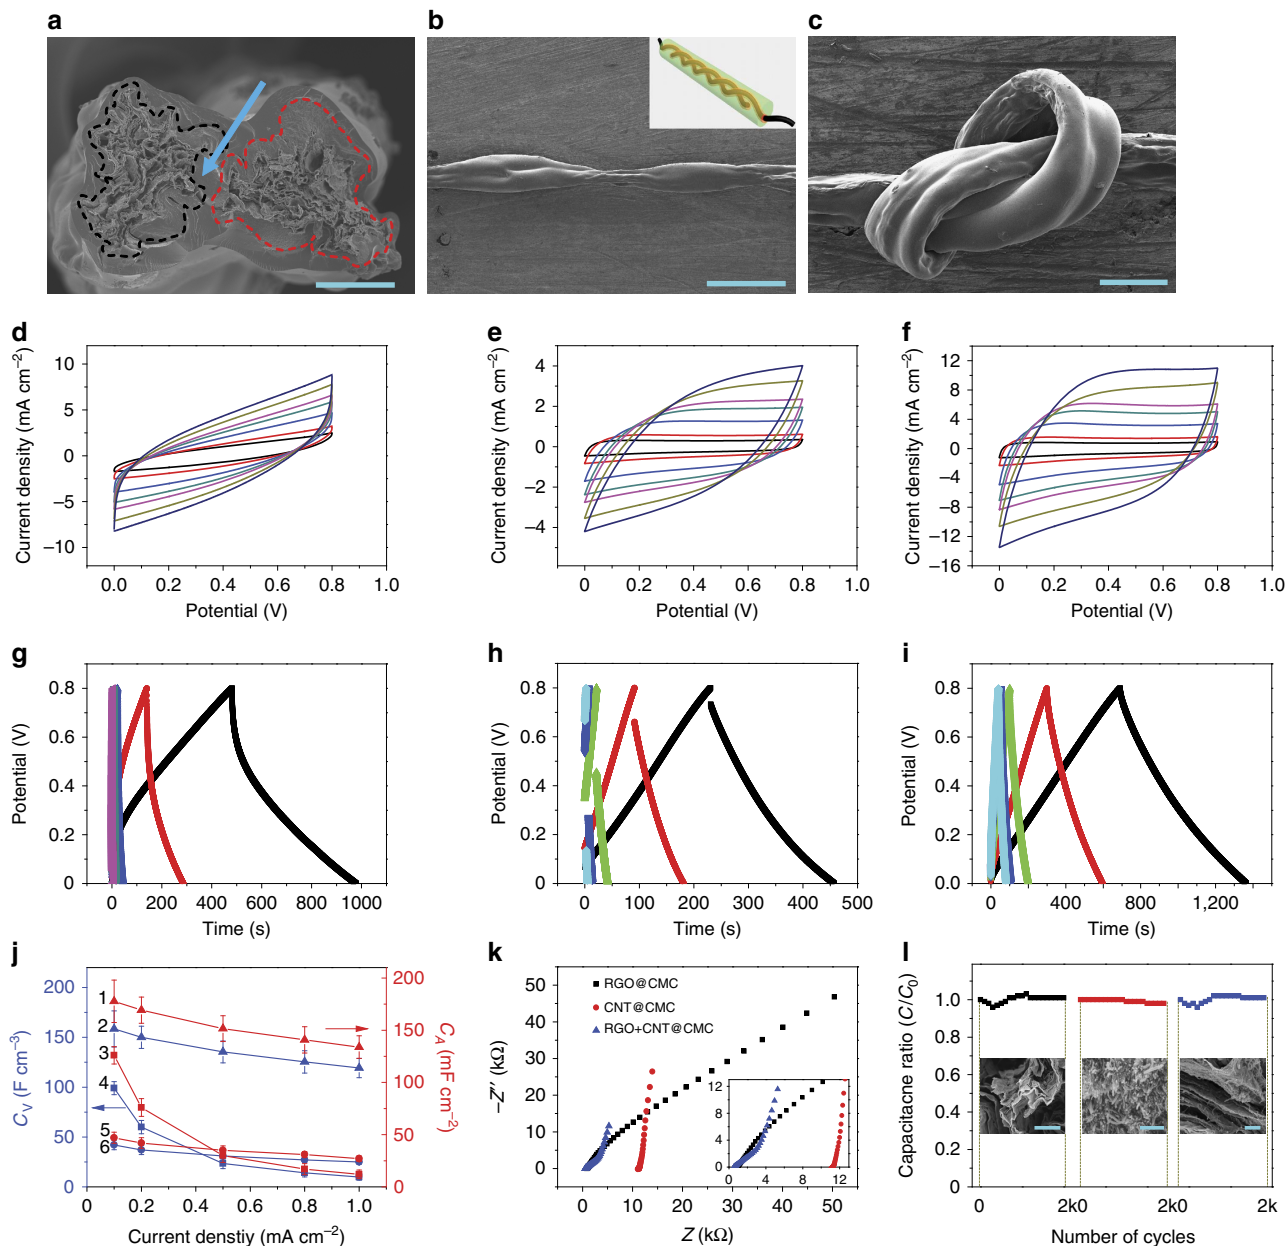 a
b
c
d
10
5
0
−5
−10
Current density (mA cm−2)
0.0 0.2 0.4 0.6 0.8 1.0
Potential (V)
e
4
2
0
−2
−4
Current density (mA cm−2)
0.0 0.2 0.4 0.6 0.8 1.0
Potential (V)
f
12
8
4
0
−4
−8
−12
−16
Current density (mA cm−2)
0.0 0.2 0.4 0.6 0.8 1.0
Potential (V)
g
0.8
0.6
0.4
0.2
0
Potential (V)
0 200 400 600 800 1000
Time (s)
h
0.8
0.6
0.4
0.2
0
Potential (V)
0 100 200 300 400 500
Time (s)
i
0.8
0.6
0.4
0.2
0.0
Potential (V)
0 400 800 1,200
Time (s)
j
200
150
100
50
0
CV (F cm−3)
1
2
3
4
5
6
200
150
100
50
0
CA (mF cm−2)
0.0 0.2 0.4 0.6 0.8 1.0
Current denstiy (mA cm−2)
k
50
40
30
20
10
0
−Z′′ (kΩ)
RGO@CMC
CNT@CMC
RGO+CNT@CMC
12
8
4
0
0 4 8 12
0 10 20 30 40 50
Z (kΩ)
l
1.0
0.8
0.6
0.4
0.2
0.0
Capacitacne ratio (C/C0)
0 2k0 2k0 2k
Number of cycles